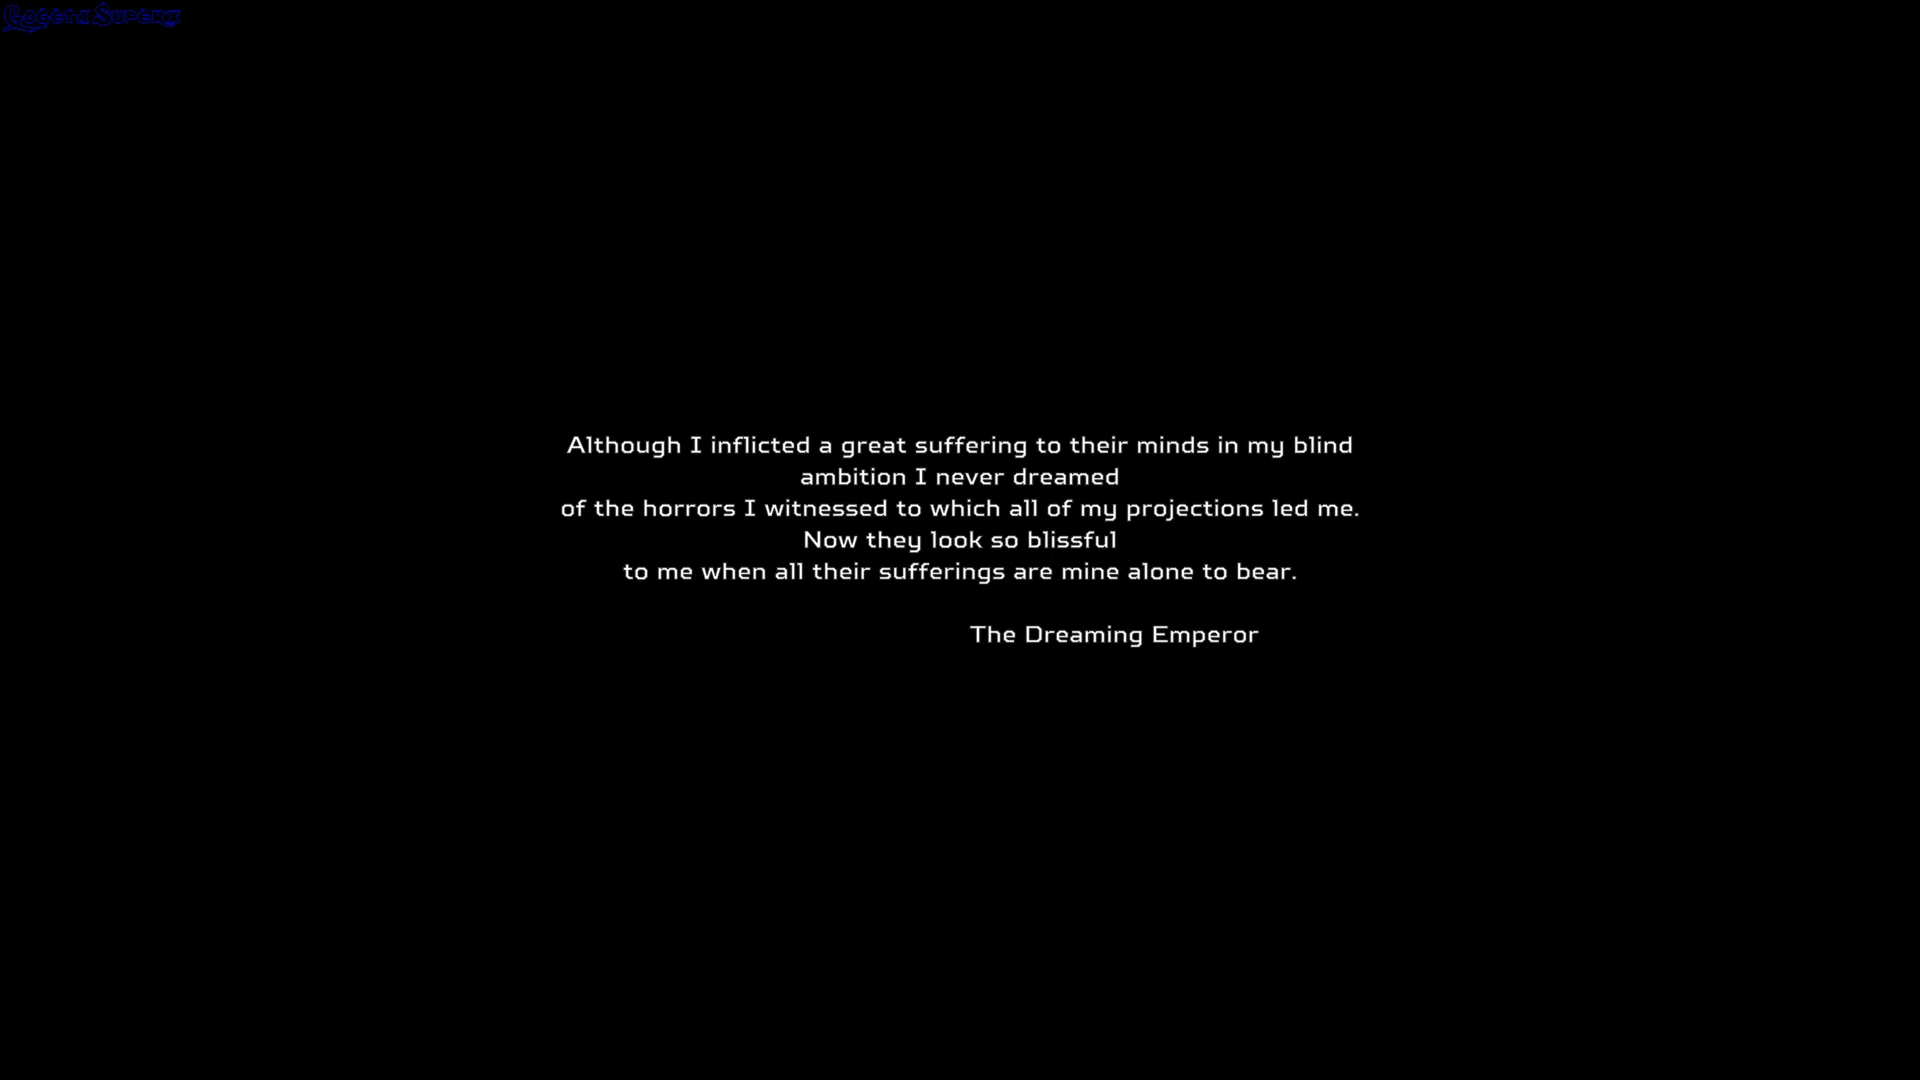 Although I inflicted a great suffering to their minds in my blind
ambition I never dreamed
of the horrors I witnessed to which all of my projections led me.
Now they look so blissful
to me when all their sufferings are mine alone to bear.
The Dreaming Emperor